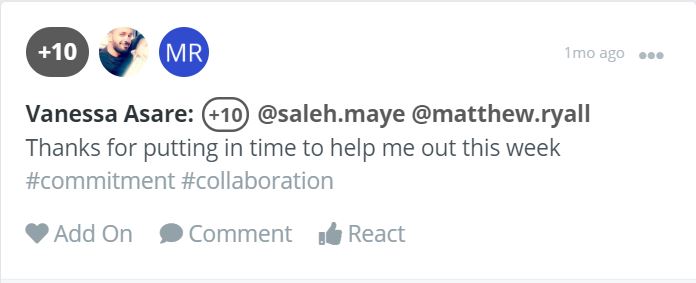 +10 MR 1mo ago
Vanessa Asare: +10 @saleh.maye @matthew.ryall
Thanks for putting in time to help me out this week
#commitment #collaboration
Add On Comment React